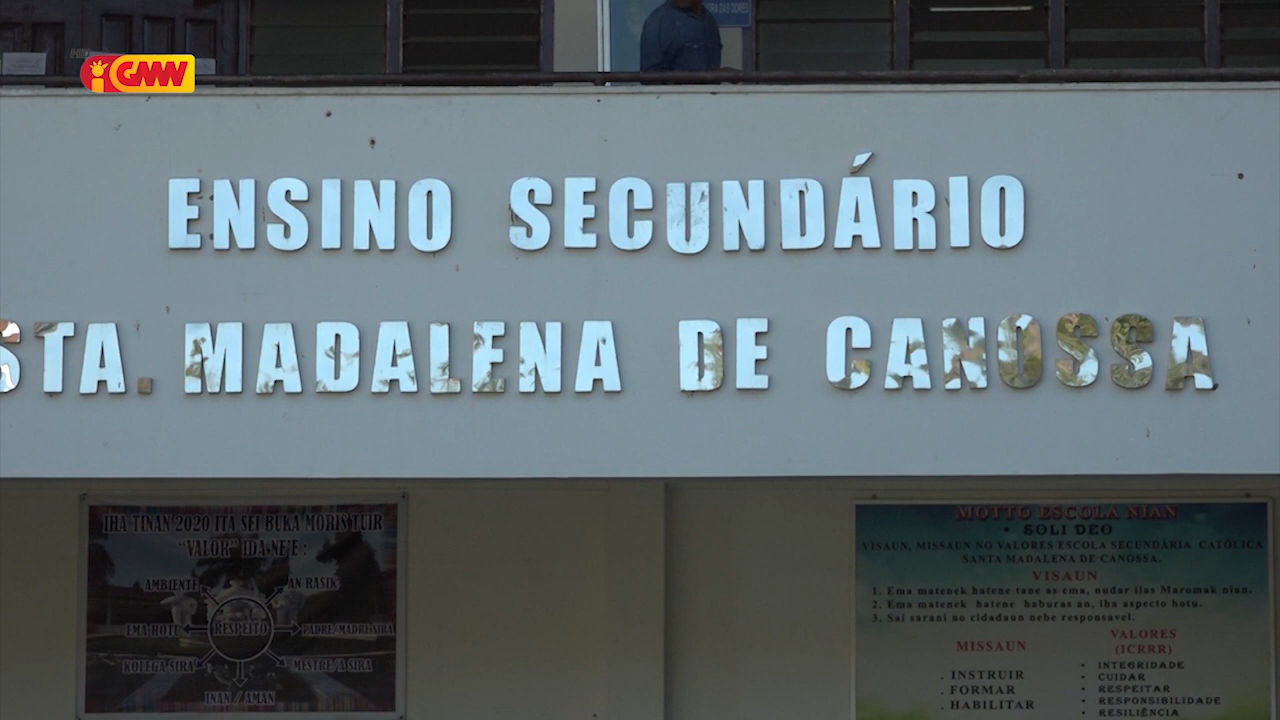 GMW
ENSINO SECUNDÁRIO
STA. MADALENA DE CANOSSA
IHA TINAN 2020 ITA SEI BUKA MORIS TUIR
"VALOR" IDA NE'E :
AMBIENTE
AN RASIK
EMA HOTU
RESPEITO
PADRE/MADRE SIRA
KOLEGA SIRA
MESTRE/A SIRA
INAN / AMAN
MOTTO ESCOLA NIAN
• SOLI DEO
VISAUN, MISSAUN NO VALORES ESCOLA SECUNDÁRIA CATÓLICA
SANTA MADALENA DE CANOSSA.
VISAUN
1. Ema matenek hatene tane as ema, nudar ilas Maromak nian.
2. Ema matenek hatene haburas an, iha aspecto hotu.
3. Sai sarani no cidadaun nebe responsavel.
MISSAUN
. INSTRUIR
. FORMAR
. HABILITAR
VALORES
(ICRRR)
• INTEGRIDADE
• CUIDAR
• RESPEITAR
• RESPONSIBILIDADE
• RESILIÊNCIA